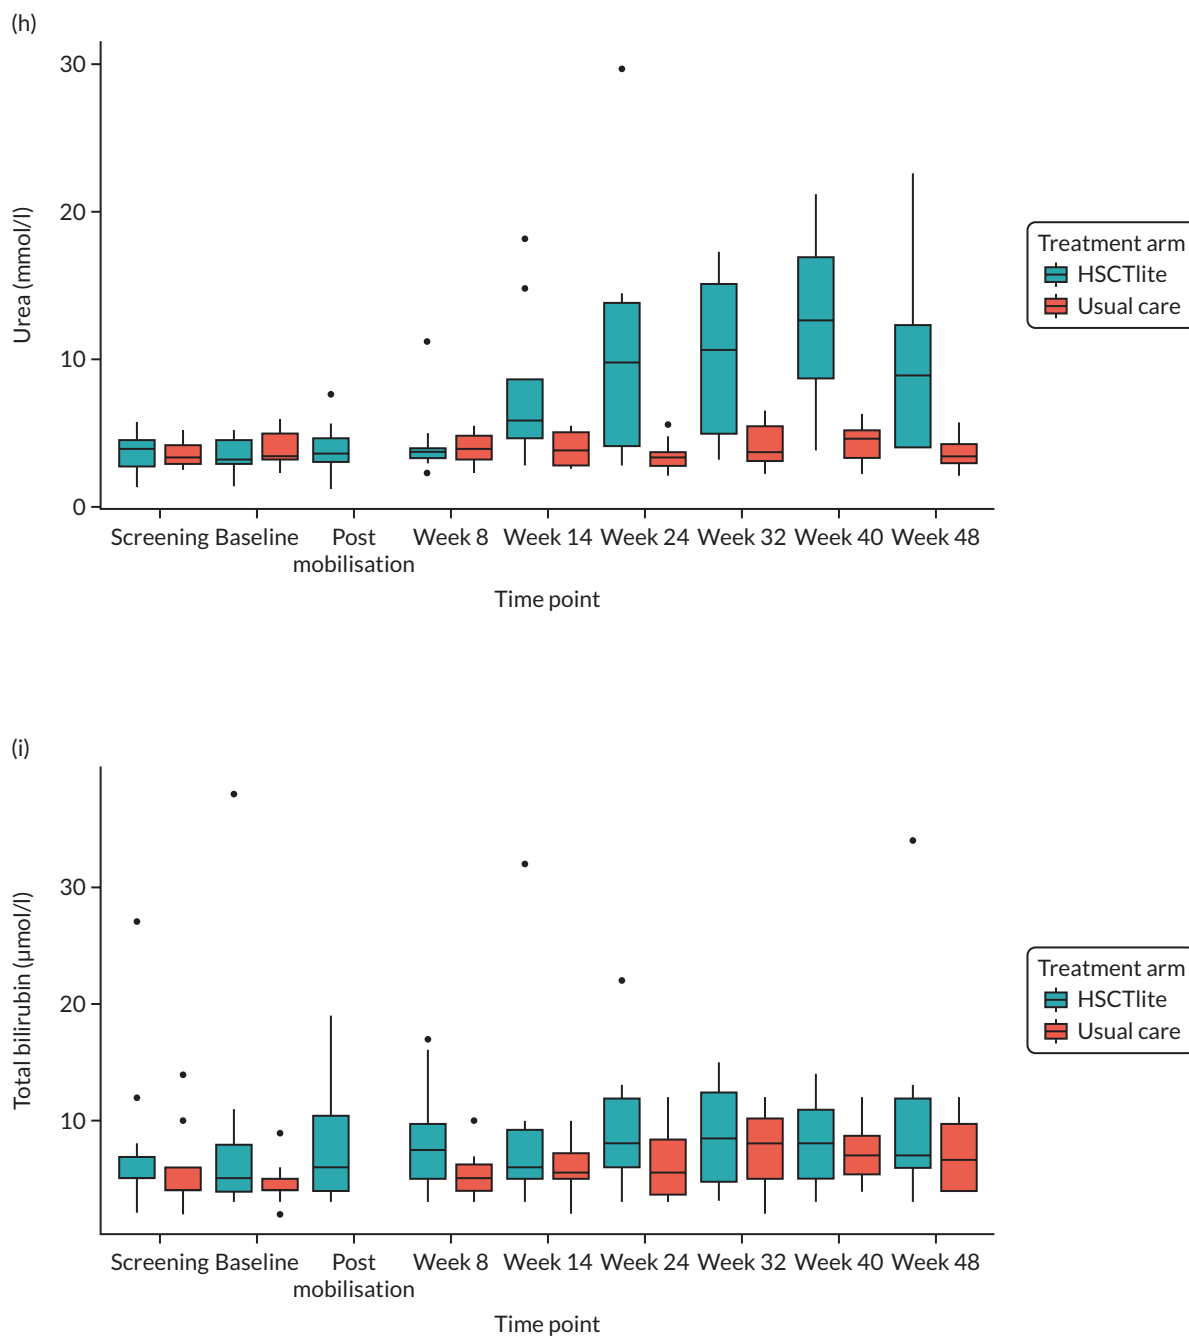 (h)
30
20
10
0
Urea (mmol/l)
Screening Baseline Post mobilisation Week 8 Week 14 Week 24 Week 32 Week 40 Week 48
Time point
Treatment arm
HSCTlite
Usual care
(i)
30
20
10
Total bilirubin (µmol/l)
Screening Baseline Post mobilisation Week 8 Week 14 Week 24 Week 32 Week 40 Week 48
Time point
Treatment arm
HSCTlite
Usual care